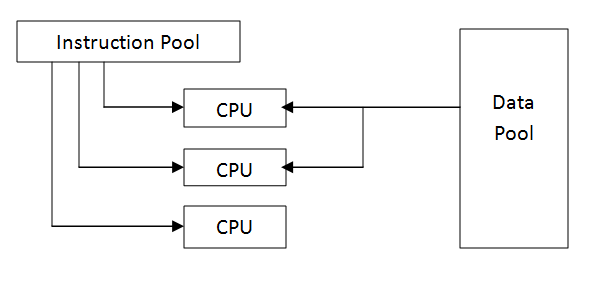 Instruction Pool
CPU
Data
Pool
CPU
CPU